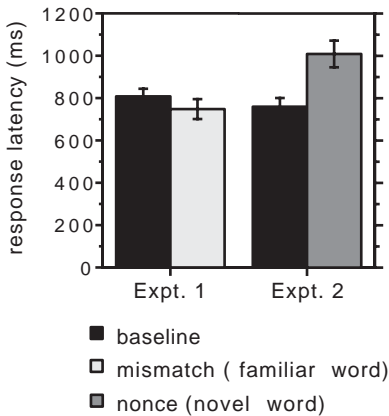 1200
1000
800
600
400
200
0
response latency (ms)
Expt. 1 Expt. 2
baseline
mismatch ( familiar word)
nonce (novel word)